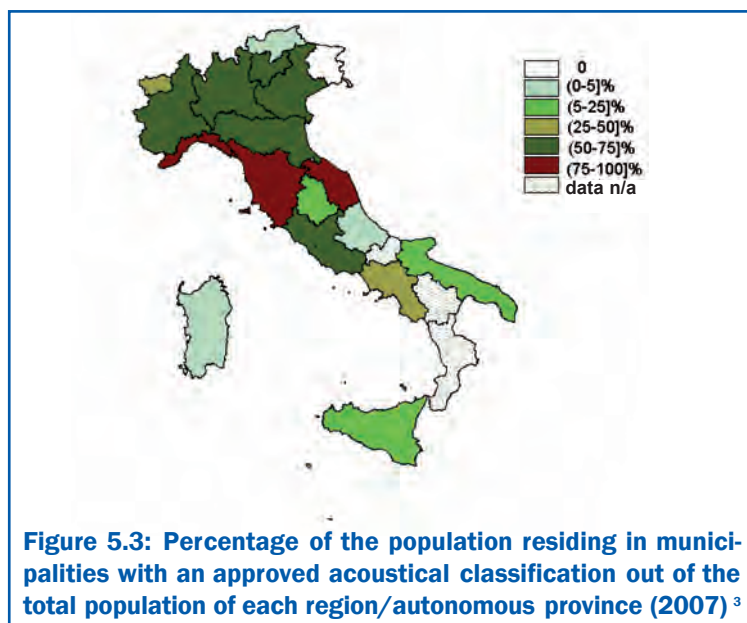 0
(0-5]%
(5-25]%
(25-50]%
(50-75]%
(75-100]%
data n/a
Figure 5.3: Percentage of the population residing in munici-
palities with an approved acoustical classification out of the
total population of each region/autonomous province (2007) 3